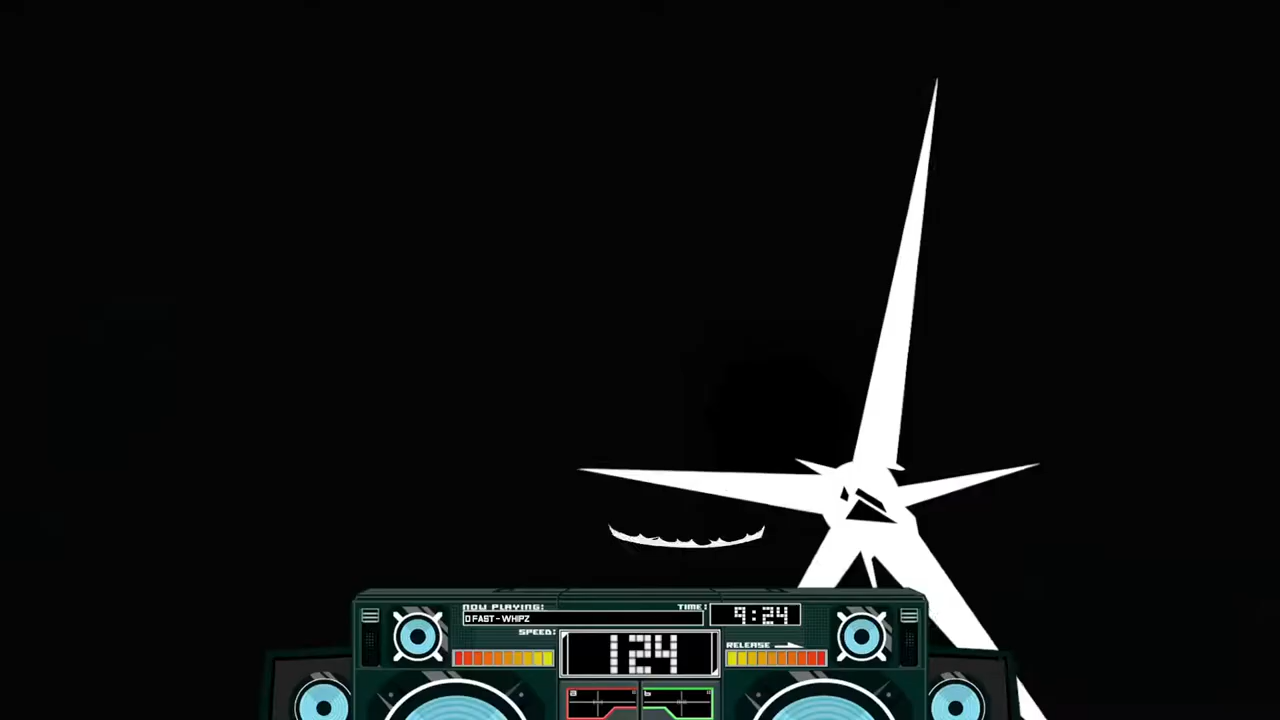 NOW PLAYING:
TIME:
9:24
D FAST - WHIPZ
SPEED:
124
RELEASE
a
b